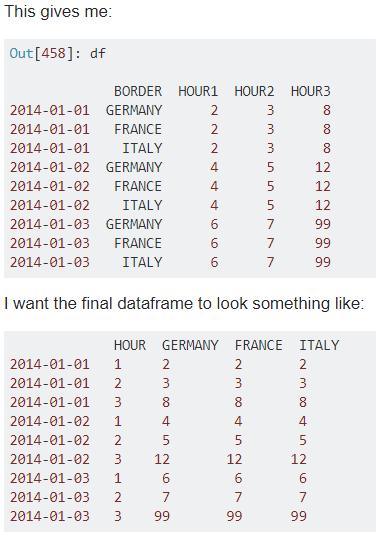 This gives me:
Out[458]: df
BORDER HOUR1 HOUR2 HOUR3
2014-01-01 GERMANY 2 3 8
2014-01-01 FRANCE 2 3 8
2014-01-01 ITALY 2 3 8
2014-01-02 GERMANY 4 5 12
2014-01-02 FRANCE 4 5 12
2014-01-02 ITALY 4 5 12
2014-01-03 GERMANY 6 7 99
2014-01-03 FRANCE 6 7 99
2014-01-03 ITALY 6 7 99
I want the final dataframe to look something like:
HOUR GERMANY FRANCE ITALY
2014-01-01 1 2 2 2
2014-01-01 2 3 3 3
2014-01-01 3 8 8 8
2014-01-02 1 4 4 4
2014-01-02 2 5 5 5
2014-01-02 3 12 12 12
2014-01-03 1 6 6 6
2014-01-03 2 7 7 7
2014-01-03 3 99 99 99